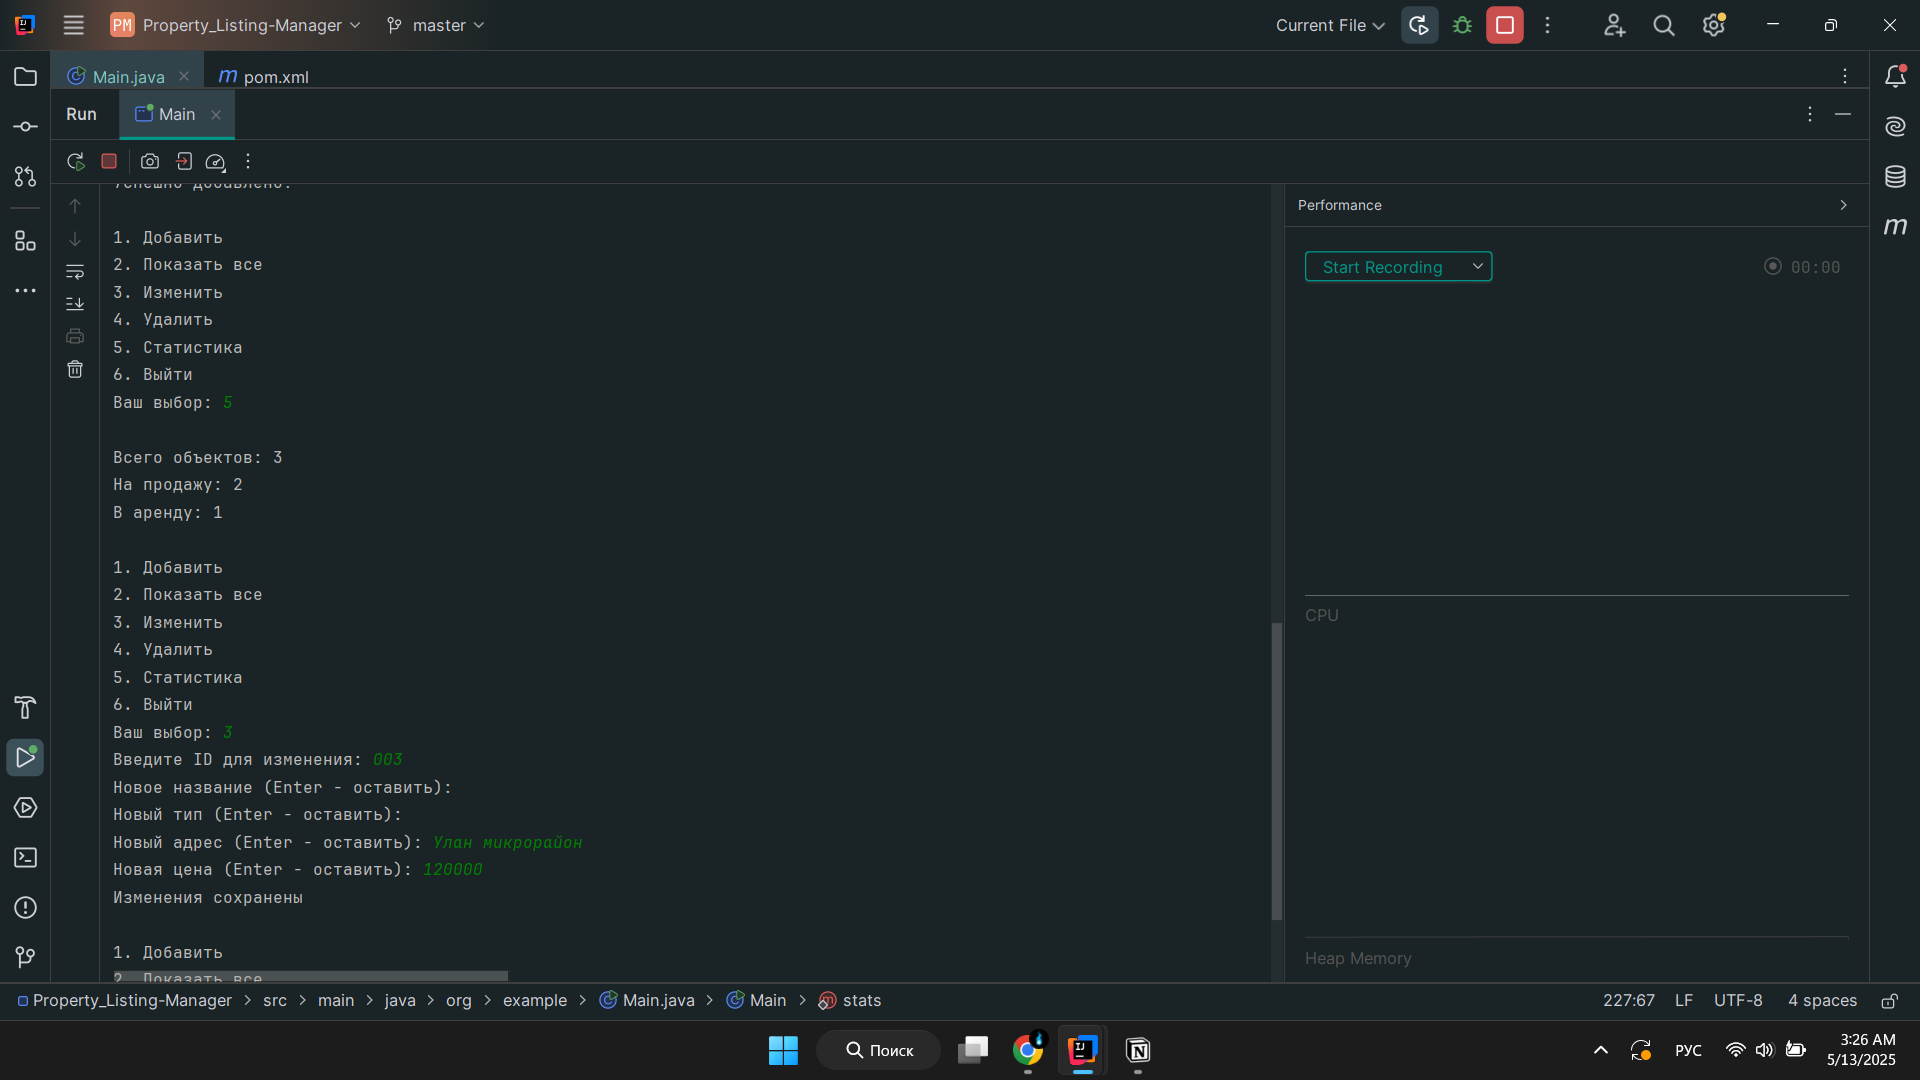 PM Property_Listing-Manager master Current File
Main.java m pom.xml
Run Main
Успешно добавлено.
Performance
1. Добавить
2. Показать все
3. Изменить
4. Удалить
5. Статистика
6. Выйти
Ваш выбор: 5
Start Recording 00:00
Всего объектов: 3
На продажу: 2
В аренду: 1
1. Добавить
2. Показать все
3. Изменить
4. Удалить
5. Статистика
6. Выйти
Ваш выбор: 3
Введите ID для изменения: 003
Новое название (Enter - оставить):
Новый тип (Enter - оставить):
Новый адрес (Enter - оставить): Улан микрорайон
Новая цена (Enter - оставить): 120000
Изменения сохранены
1. Добавить
2. Показать все
CPU
Heap Memory
m
Property_Listing-Manager > src > main > java > org > example > Main.java > Main > stats 227:67 LF UTF-8 4 spaces
Поиск
РУС
3:26 AM
5/13/2025